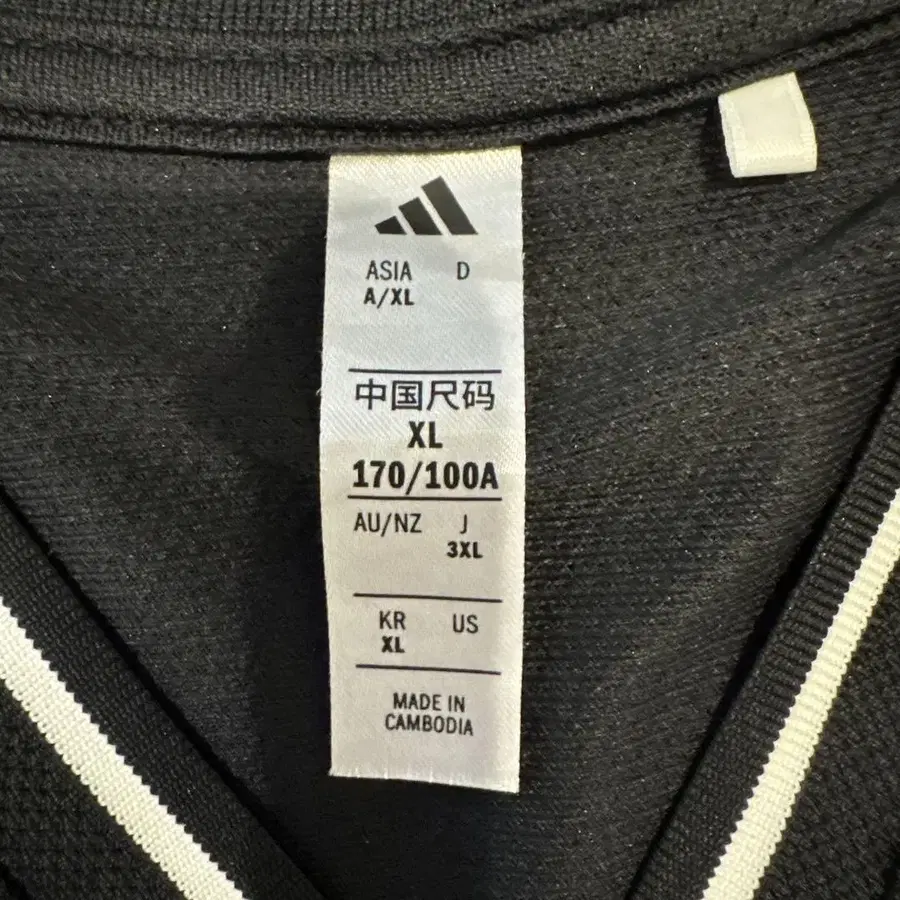 ASIA D
A/XL
中国尺码
XL
170/100A
AU/NZ J
3XL
KR US
XL
MADE IN
CAMBODIA